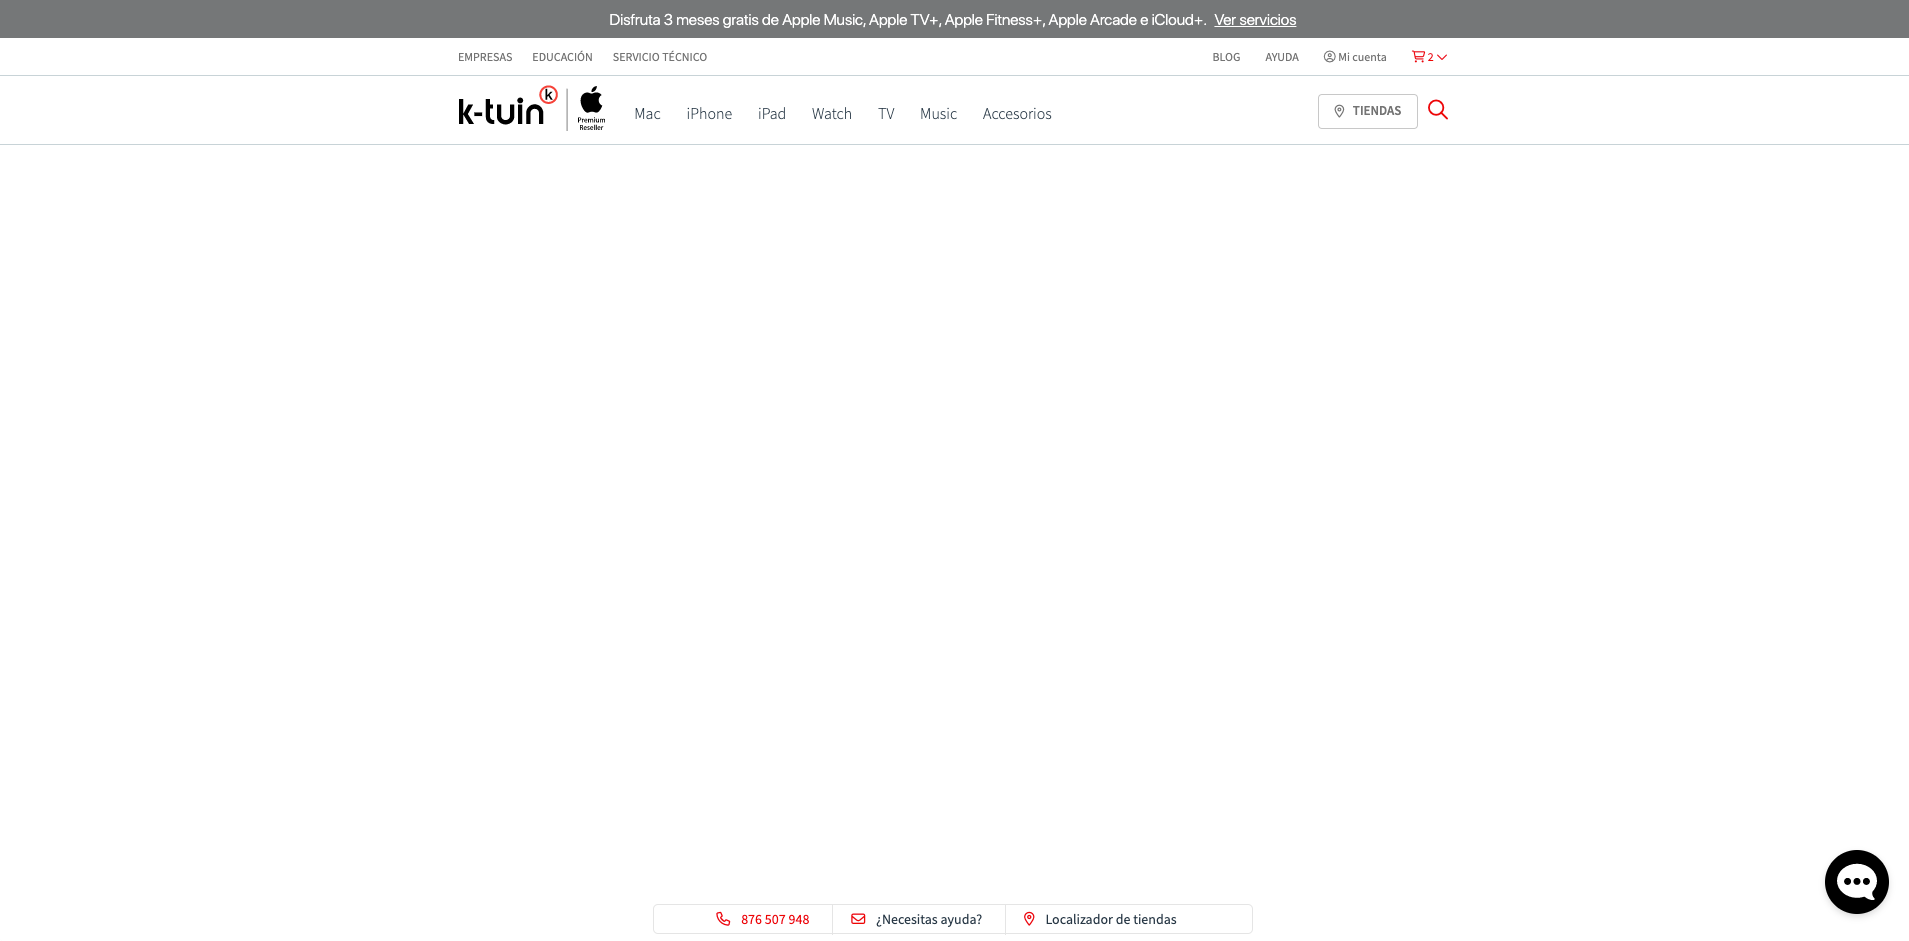 Disfruta 3 meses gratis de Apple Music, Apple TV+, Apple Fitness+, Apple Arcade e iCloud+. Ver servicios
EMPRESAS EDUCACIÓN SERVICIO TÉCNICO BLOG AYUDA Mi cuenta 2
k-tuin k Premium Reseller Mac iPhone iPad Watch TV Music Accesorios TIENDAS
876 507 948 ¿Necesitas ayuda? Localizador de tiendas